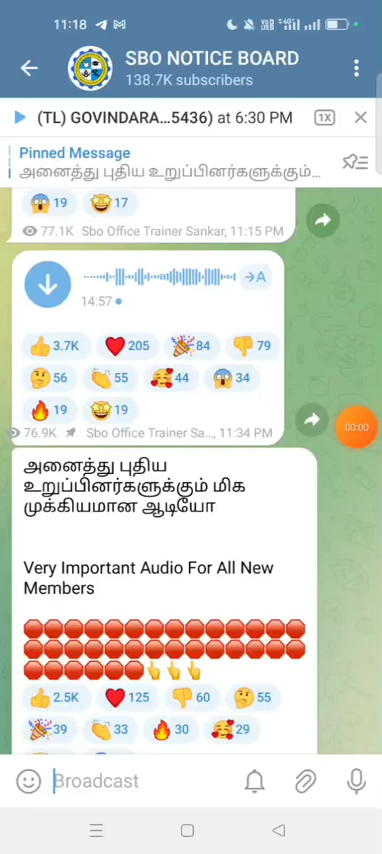 11:18
SBO NOTICE BOARD
138.7K subscribers
(TL) GOVINDARA...5436) at 6:30 PM
1X
Pinned Message
அனைத்து புதிய உறுப்பினர்களுக்கும்...
19 17
77.1K Sbo Office Trainer Sankar, 11:15 PM
→A
14:57
3.7K 205 84 79
56 55 44 34
19 19
76.9K Sbo Office Trainer Sa..., 11:34 PM
00:00
அனைத்து புதிய
உறுப்பினர்களுக்கும் மிக
முக்கியமான ஆடியோ
Very Important Audio For All New
Members
2.5K 125 60 55
39 33 30 29
Broadcast